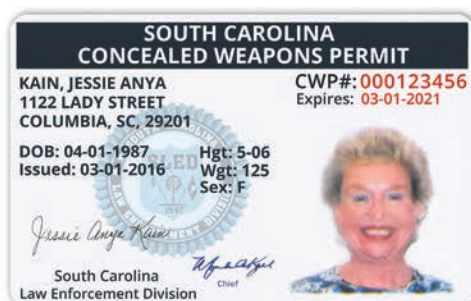 SOUTH CAROLINA
CONCEALED WEAPONS PERMIT
KAIN, JESSIE ANYA
1122 LADY STREET
COLUMBIA, SC, 29201
CWP#: 000123456
Expires: 03-01-2021
DOB: 04-01-1987
Issued: 03-01-2016
Hgt: 5-06
Wgt: 125
Sex: F
SLED
1947
Jessie Anya Kain
Chief
South Carolina
Law Enforcement Division